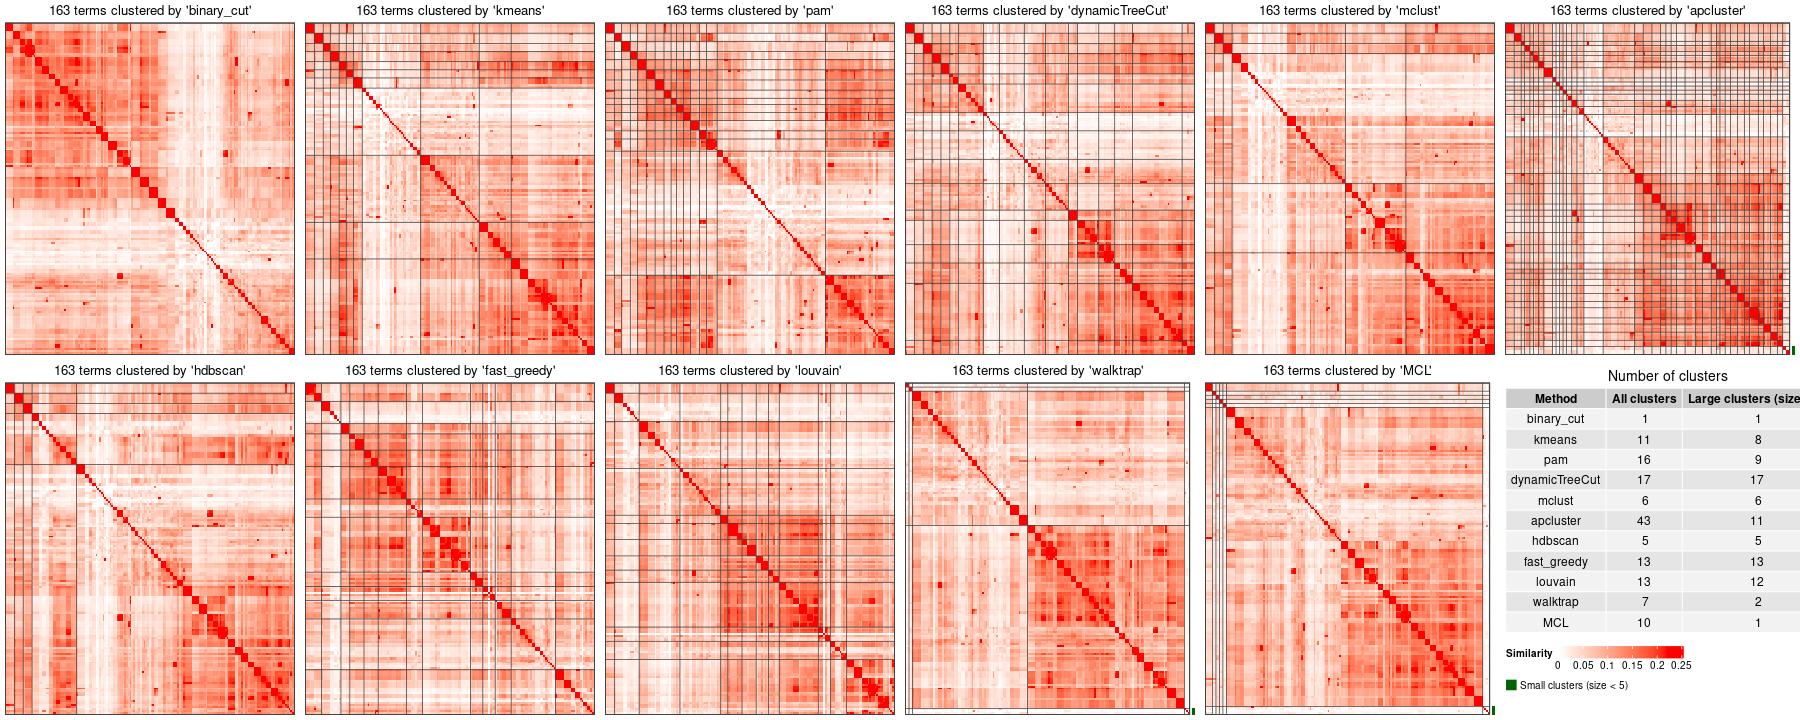 163 terms clustered by 'binary_cut'
163 terms clustered by 'kmeans'
163 terms clustered by 'pam'
163 terms clustered by 'dynamicTreeCut'
163 terms clustered by 'mclust'
163 terms clustered by 'apcluster'
163 terms clustered by 'hdbscan'
163 terms clustered by 'fast_greedy'
163 terms clustered by 'louvain'
163 terms clustered by 'walktrap'
163 terms clustered by 'MCL'
Number of clusters
Method All clusters Large clusters (size
binary_cut 1 1
kmeans 11 8
pam 16 9
dynamicTreeCut 17 17
mclust 6 6
apcluster 43 11
hdbscan 5 5
fast_greedy 13 13
louvain 13 12
walktrap 7 2
MCL 10 1
Similarity
0 0.05 0.1 0.15 0.2 0.25
Small clusters (size < 5)